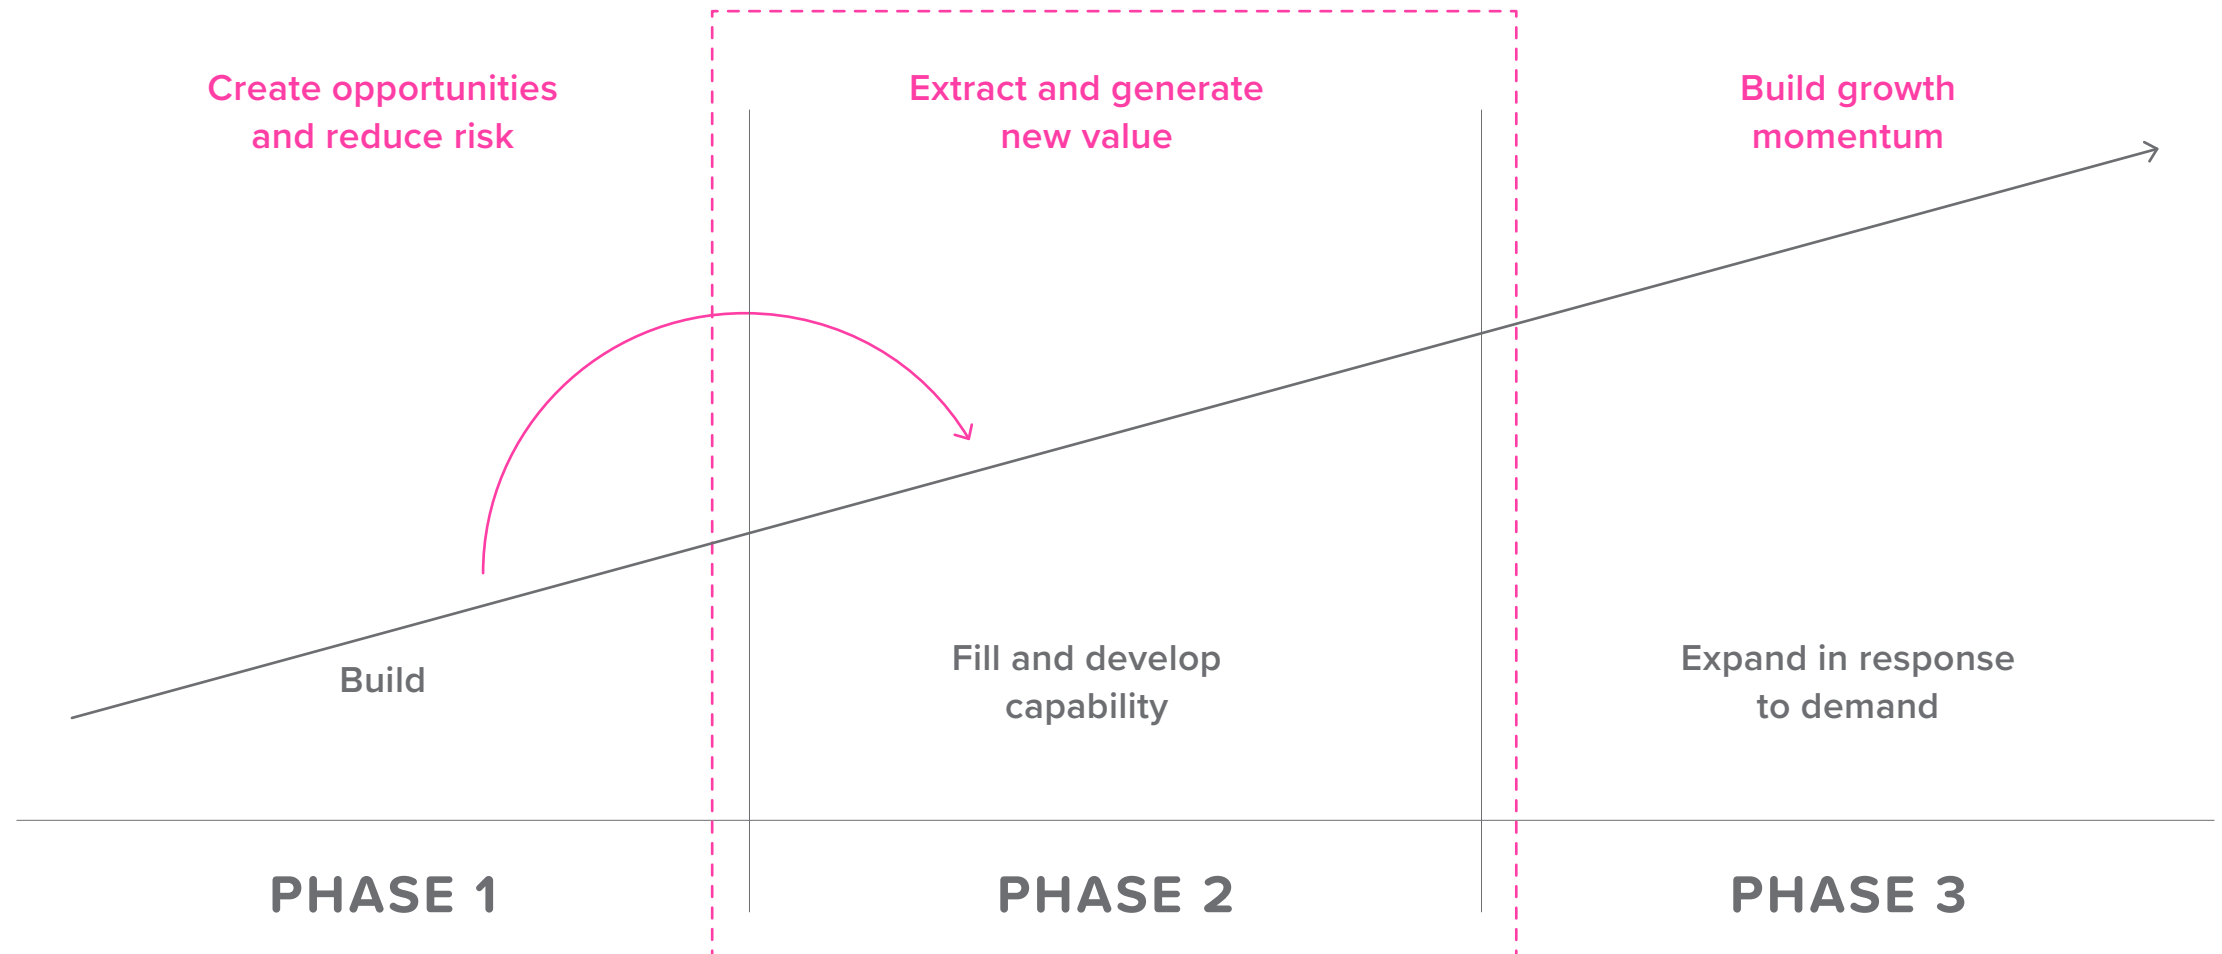 Create opportunities
and reduce risk
Extract and generate
new value
Build growth
momentum
Build
Fill and develop
capability
Expand in response
to demand
PHASE 1
PHASE 2
PHASE 3